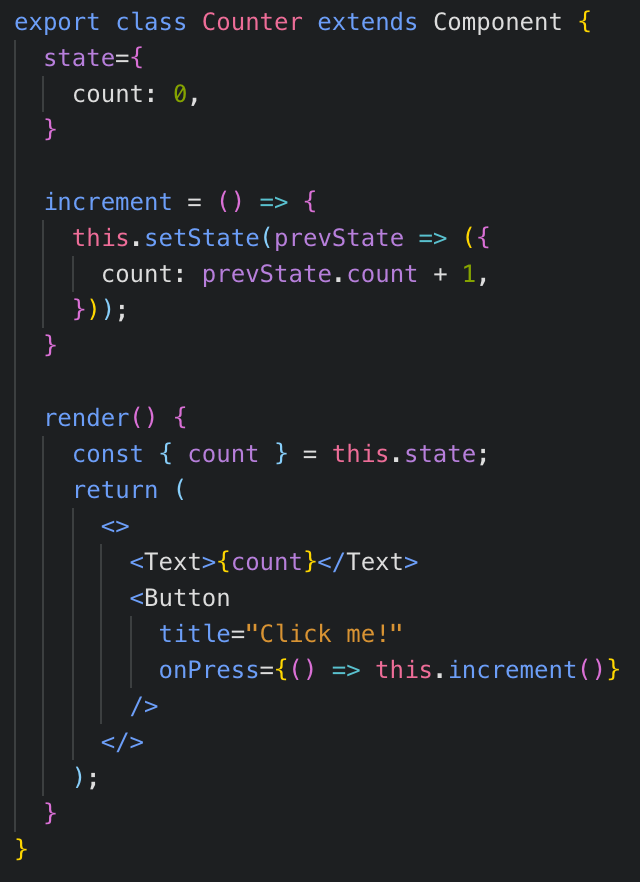 export class Counter extends Component {
  state={
    count: 0,
  }

  increment = () => {
    this.setState(prevState => ({
      count: prevState.count + 1,
    }));
  }

  render() {
    const { count } = this.state;
    return (
      <>
        <Text>{count}</Text>
        <Button
          title="Click me!"
          onPress={() => this.increment()}
        />
      </>
    );
  }
}